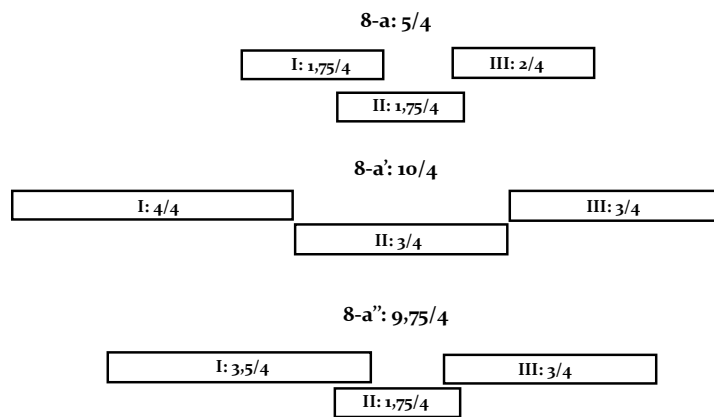 8-a: 5/4
I: 1,75/4 III: 2/4
II: 1,75/4
8-a’: 10/4
I: 4/4 III: 3/4
II: 3/4
8-a”: 9,75/4
I: 3,5/4 III: 3/4
II: 1,75/4